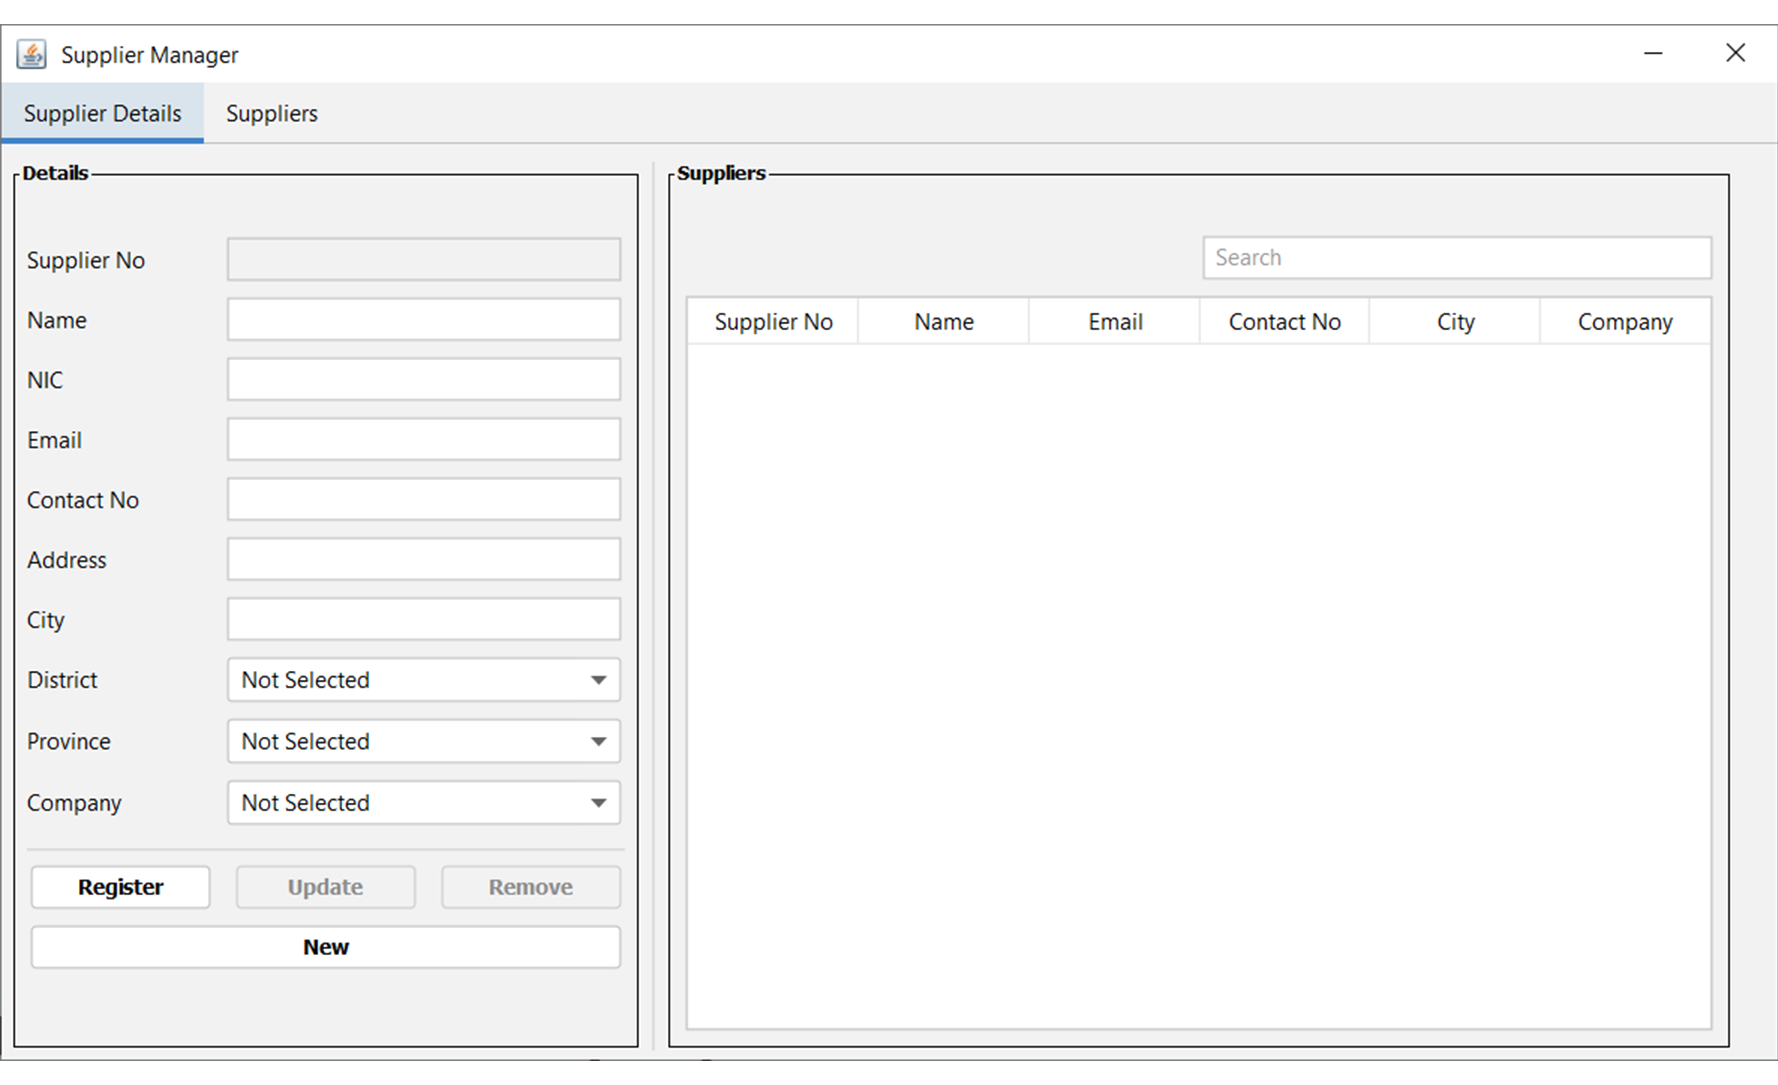 Supplier Manager
Supplier Details Suppliers
Details
Supplier No
Name
NIC
Email
Contact No
Address
City
District Not Selected
Province Not Selected
Company Not Selected
Register Update Remove
New
Suppliers
Search
Supplier No Name Email Contact No City Company